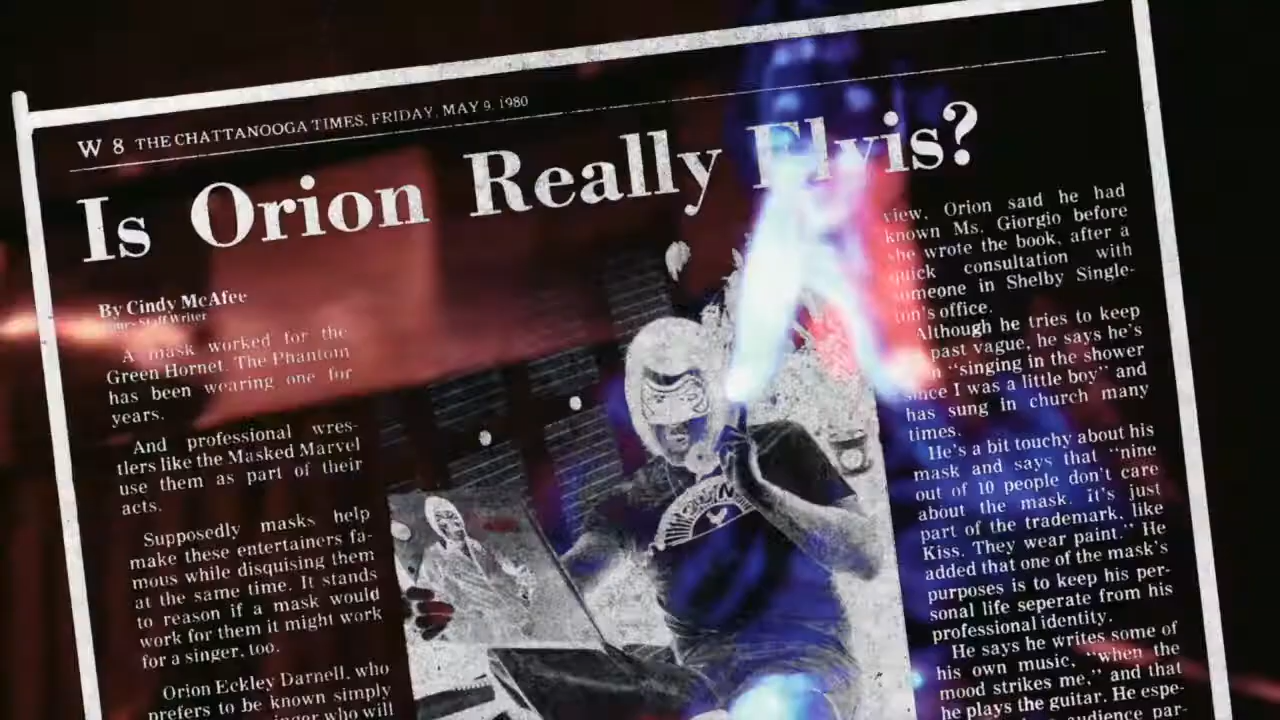 W 8 THE CHATTANOOGA TIMES, FRIDAY, MAY 9, 1980
Is Orion Really Elvis?
By Cindy McAfee
Staff Writer
A mask worked for the
Green Hornet. The Phantom
has been wearing one for
years.
And professional wres-
tlers like the Masked Marvel
use them as part of their
acts.
Supposedly masks help
make these entertainers fa-
mous while disquising them
at the same time. It stands
to reason if a mask would
work for them it might work
for a singer, too.
Orion Eckley Darnell, who
prefers to be known simply
who will
view, Orion said he had
known Ms. Giorgio before
she wrote the book, after a
quick consultation with
someone in Shelby Single-
ton's office.
Although he tries to keep
past vague, he says he's
"singing in the shower
since I was a little boy" and
has sung in church many
times.
He's a bit touchy about his
mask and says that "nine
out of 10 people don't care
about the mask. It's just
part of the trademark, like
Kiss. They wear paint." He
added that one of the mask's
purposes is to keep his per-
sonal life seperate from his
professional identity.
He says he writes some of
his own music, "when the
mood strikes me," and that
he plays the guitar. He espe-
audience par-
SUN